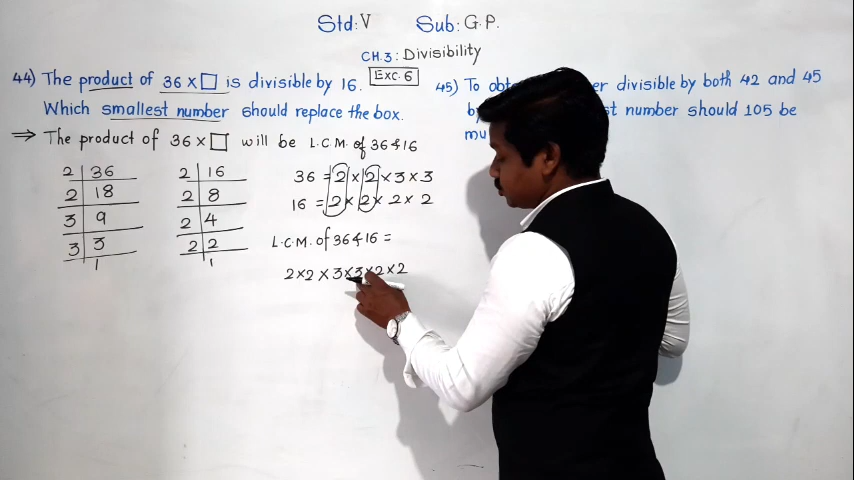 Std: V Sub: G.P.
CH.3: Divisibility
Exc. 6
44) The product of 36 × □ is divisible by 16.
Which smallest number should replace the box.
⇒ The product of 36 × □ will be L.C.M. of 36 & 16
2 | 36
2 | 18
3 | 9
3 | 3
1
2 | 16
2 | 8
2 | 4
2 | 2
1
36 = 2 × 2 × 3 × 3
16 = 2 × 2 × 2 × 2
L.C.M. of 36 & 16 =
2 × 2 × 3 × 3 × 2 × 2
45) To er divisible by both 42 and 45
number should 105 be